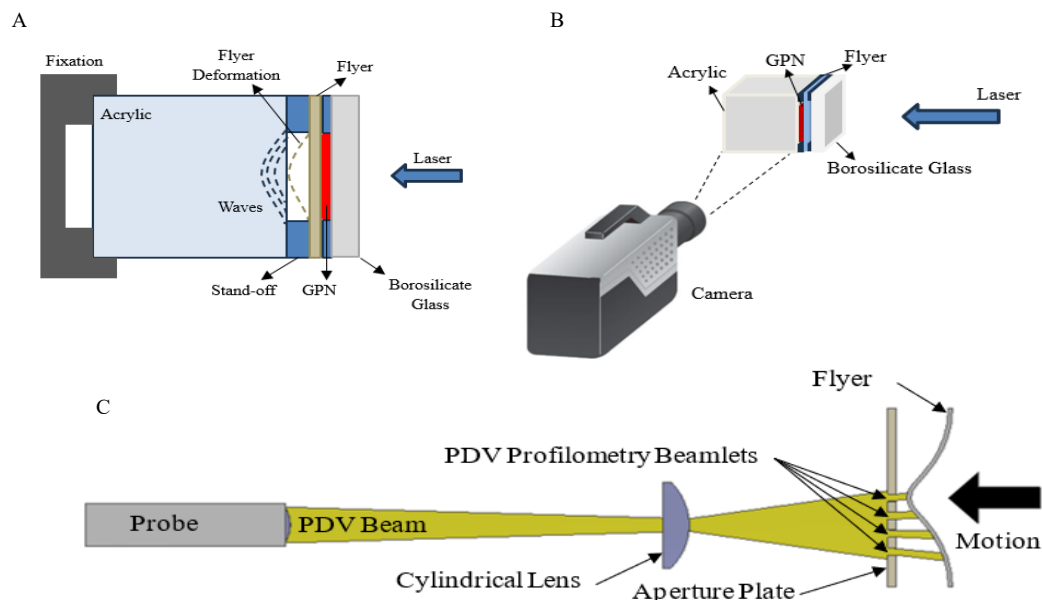 A
Fixation
Flyer
Deformation
Flyer
Acrylic
Laser
Waves
Stand-off
GPN
Borosilicate
Glass
B
GPN
Flyer
Acrylic
Laser
Borosilicate Glass
Camera
C
Flyer
PDV Profilometry Beamlets
Probe
PDV Beam
Motion
Cylindrical Lens
Aperture Plate